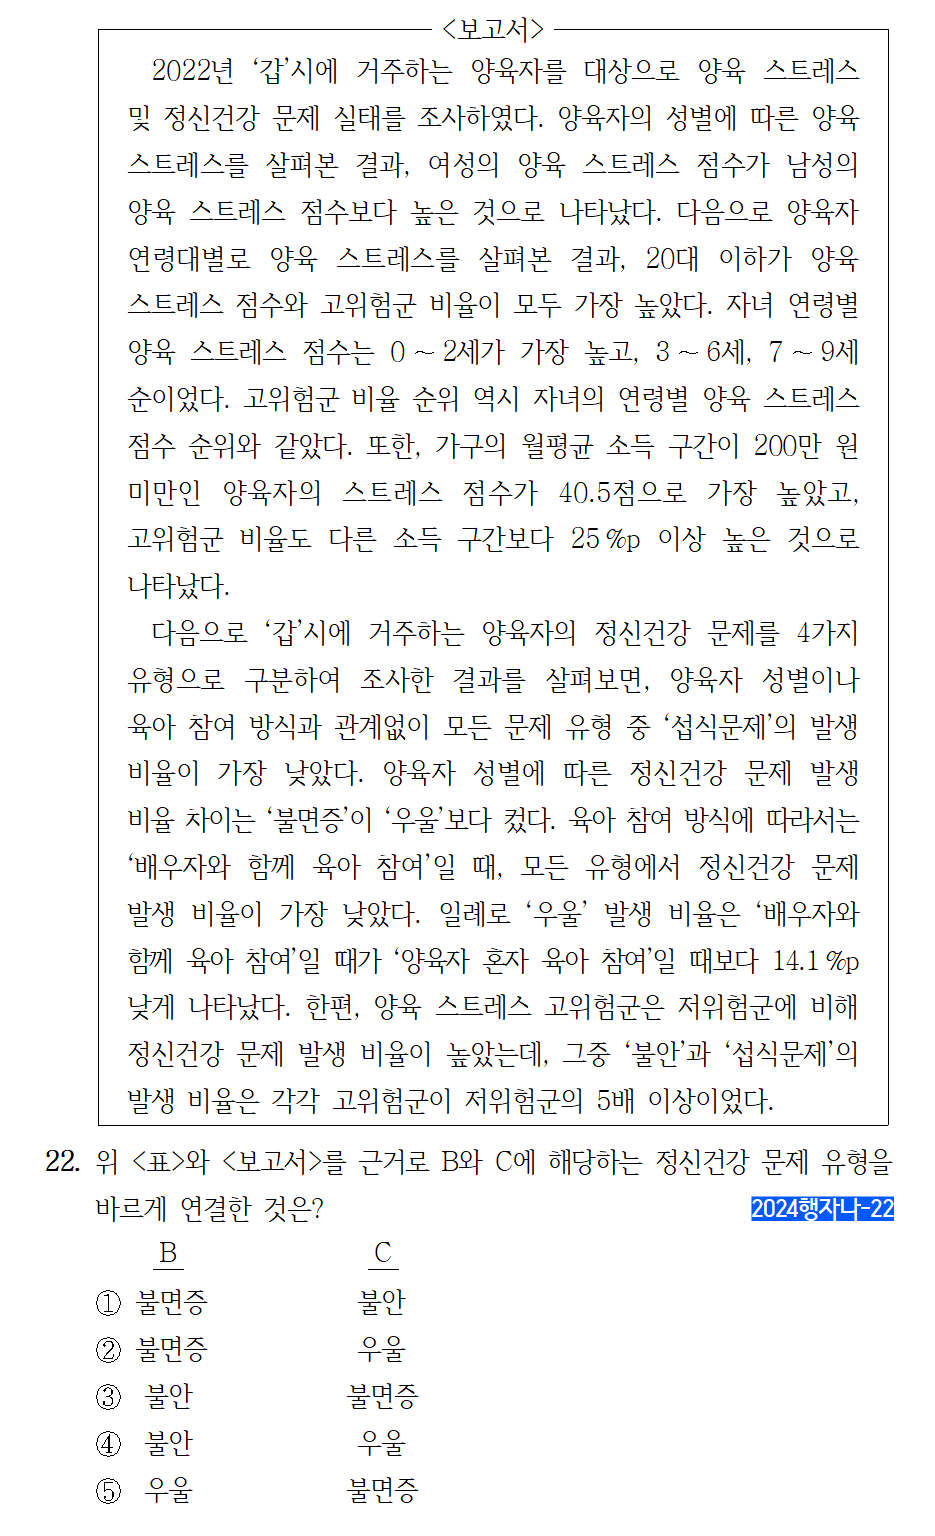 <보고서>
2022년 ‘갑’시에 거주하는 양육자를 대상으로 양육 스트레스
및 정신건강 문제 실태를 조사하였다. 양육자의 성별에 따른 양육
스트레스를 살펴본 결과, 여성의 양육 스트레스 점수가 남성의
양육 스트레스 점수보다 높은 것으로 나타났다. 다음으로 양육자
연령대별로 양육 스트레스를 살펴본 결과, 20대 이하가 양육
스트레스 점수와 고위험군 비율이 모두 가장 높았다. 자녀 연령별
양육 스트레스 점수는 0～2세가 가장 높고, 3～6세, 7～9세
순이었다. 고위험군 비율 순위 역시 자녀의 연령별 양육 스트레스
점수 순위와 같았다. 또한, 가구의 월평균 소득 구간이 200만 원
미만인 양육자의 스트레스 점수가 40.5점으로 가장 높았고,
고위험군 비율도 다른 소득 구간보다 25%p 이상 높은 것으로
나타났다.
다음으로 ‘갑’시에 거주하는 양육자의 정신건강 문제를 4가지
유형으로 구분하여 조사한 결과를 살펴보면, 양육자 성별이나
육아 참여 방식과 관계없이 모든 문제 유형 중 ‘섭식문제’의 발생
비율이 가장 낮았다. 양육자 성별에 따른 정신건강 문제 발생
비율 차이는 ‘불면증’이 ‘우울’보다 컸다. 육아 참여 방식에 따라서는
‘배우자와 함께 육아 참여’일 때, 모든 유형에서 정신건강 문제
발생 비율이 가장 낮았다. 일례로 ‘우울’ 발생 비율은 ‘배우자와
함께 육아 참여’일 때가 ‘양육자 혼자 육아 참여’일 때보다 14.1%p
낮게 나타났다. 한편, 양육 스트레스 고위험군은 저위험군에 비해
정신건강 문제 발생 비율이 높았는데, 그중 ‘불안’과 ‘섭식문제’의
발생 비율은 각각 고위험군이 저위험군의 5배 이상이었다.
22. 위 <표>와 <보고서>를 근거로 B와 C에 해당하는 정신건강 문제 유형을
바르게 연결한 것은? 2024행자나-22
B C
① 불면증 불안
② 불면증 우울
③ 불안 불면증
④ 불안 우울
⑤ 우울 불면증